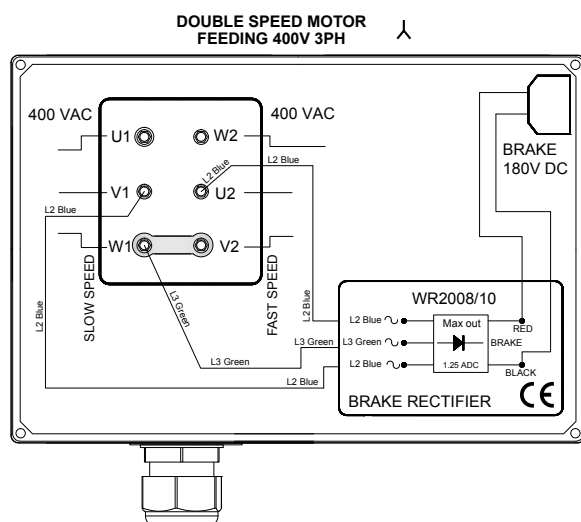 DOUBLE SPEED MOTOR
FEEDING 400V 3PH
400 VAC
400 VAC
U1
W2
L2 Blue
L2 Blue
V1
U2
L2 Blue
W1
V2
L2 Blue
SLOW SPEED
L3 Green
FAST SPEED
L2 Blue
L3 Green
L2 Blue
BRAKE
180V DC
WR2008/10
L2 Blue
Max out
RED
L3 Green
L3 Green
BRAKE
L2 Blue
1.25 ADC
BLACK
BRAKE RECTIFIER
CE